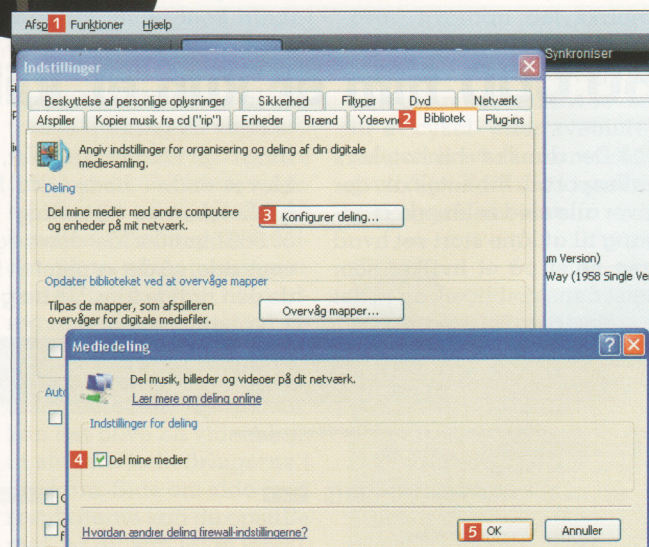 Afsp 1 Funktioner Hjælp
Synkroniser
Indstillinger
Beskyttelse af personlige oplysninger Sikkerhed Filtyper Dvd Netværk
Afspiller Kopier musik fra cd ("rip") Enheder Brænd Ydeevne 2 Bibliotek Plug-ins
Angiv indstillinger for organisering og deling af din digitale
mediesamling.
Deling
Del mine medier med andre computere
og enheder på mit netværk.
3 Konfigurer deling...
um Version)
Way (1958 Single Ve
Opdater biblioteket ved at overvåge mapper
Tilpas de mapper, som afspilleren
overvåger for digitale mediefiler.
Overvåg mapper...
Mediedeling
Del musik, billeder og videoer på dit netværk.
Lær mere om deling online
Auto
Indstillinger for deling
4 Del mine medier
Hvordan ændrer deling firewall-indstillingerne?
5 OK Annuller